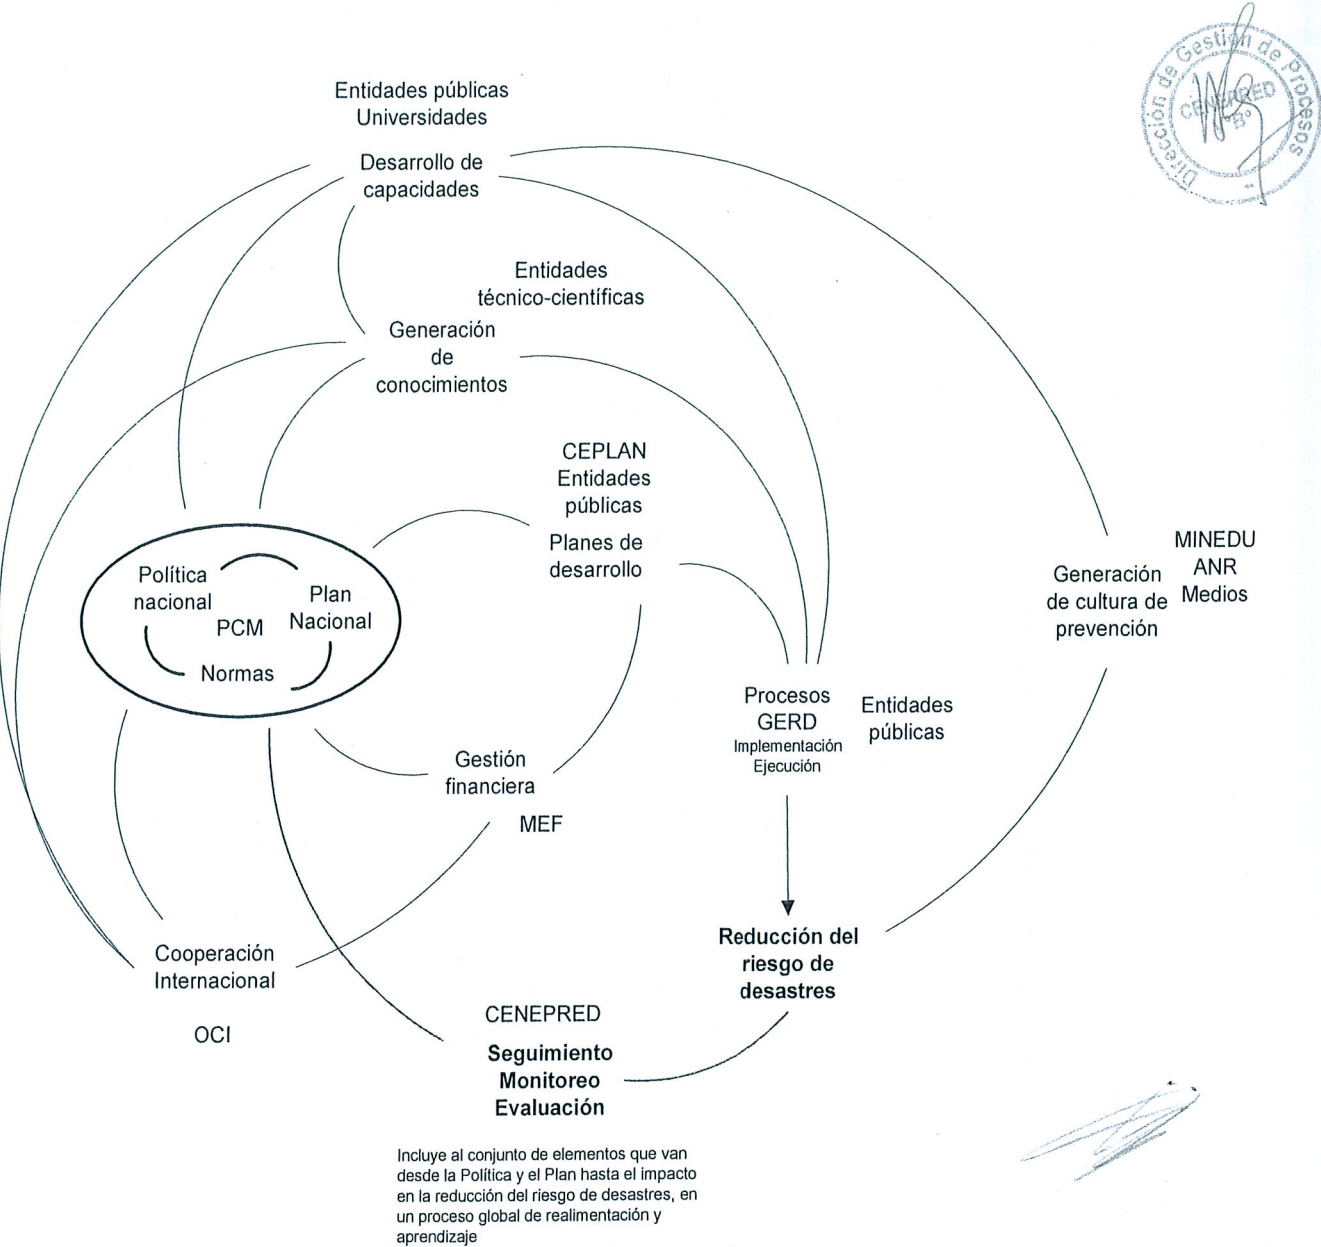 Dirección de Gestión de Procesos
CENEPRED
Entidades públicas
Universidades
Desarrollo de
capacidades
Entidades
técnico-científicas
Generación
de
conocimientos
CEPLAN
Entidades
públicas
Planes de
desarrollo
Política
nacional
PCM
Plan
Nacional
Normas
Generación
de cultura de
prevención
MINEDU
ANR
Medios
Procesos
GERD
Implementación
Ejecución
Entidades
públicas
Gestión
financiera
MEF
Cooperación
Internacional
OCI
Reducción del
riesgo de
desastres
CENEPRED
Seguimiento
Monitoreo
Evaluación
Incluye al conjunto de elementos que van
desde la Política y el Plan hasta el impacto
en la reducción del riesgo de desastres, en
un proceso global de realimentación y
aprendizaje